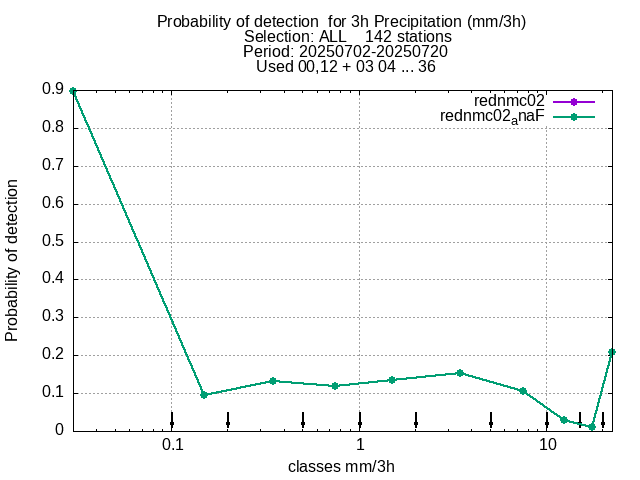 Probability of detection  for 3h Precipitation (mm/3h)
Selection: ALL    142 stations
Period: 20250702-20250720
Used 00,12 + 03 04 ... 36
rednmc02
rednmc02anaF
0.9
0.8
0.7
0.6
0.5
0.4
0.3
0.2
0.1
0
Probability of detection
0.1 1 10
classes mm/3h